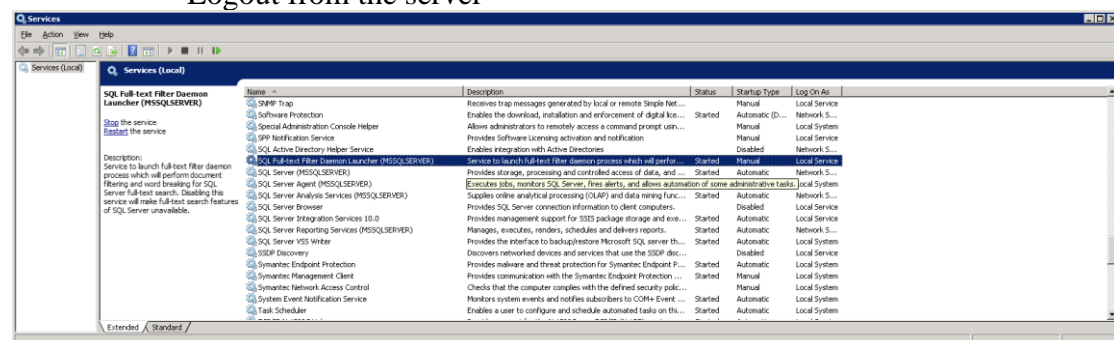 Logout from the server
Services
File Action View Help
Services (Local)
Services (Local)
SQL Full-text Filter Daemon
Launcher (MSSQLSERVER)
Stop the service
Restart the service
Description:
Service to launch full-text filter daemon
process which will perform document
filtering and word breaking for SQL
Server full-text search. Disabling this
service will make full-text search features
of SQL Server unavailable.
Name Description Status Startup Type Log On As
SNMP Trap Receives trap messages generated by local or remote Simple Net... Manual Local Service
Software Protection Enables the download, installation and enforcement of digital lice... Started Automatic (D... Network S...
Special Administration Console Helper Allows administrators to remotely access a command prompt usin... Manual Local System
SPP Notification Service Provides Software Licensing activation and notification Manual Local Service
SQL Active Directory Helper Service Enables integration with Active Directories Disabled Network S...
SQL Full-text Filter Daemon Launcher (MSSQLSERVER) Service to launch full-text filter daemon process which will perfor... Started Manual Local Service
SQL Server (MSSQLSERVER) Provides storage, processing and controlled access of data, and ... Started Automatic Network S...
SQL Server Agent (MSSQLSERVER) Executes jobs, monitors SQL Server, fires alerts, and allows automation of some administrative tasks. ocal System
SQL Server Analysis Services (MSSQLSERVER) Supplies online analytical processing (OLAP) and data mining func... Started Automatic Network S...
SQL Server Browser Provides SQL Server connection information to client computers. Disabled Local Service
SQL Server Integration Services 10.0 Provides management support for SSIS package storage and exe... Started Automatic Network S...
SQL Server Reporting Services (MSSQLSERVER) Manages, executes, renders, schedules and delivers reports. Started Automatic Network S...
SQL Server VSS Writer Provides the interface to backup/restore Microsoft SQL server th... Started Automatic Local System
SSDP Discovery Discovers networked devices and services that use the SSDP disc... Disabled Local Service
Symantec Endpoint Protection Provides malware and threat protection for Symantec Endpoint P... Started Automatic Local System
Symantec Management Client Provides communication with the Symantec Endpoint Protection ... Started Automatic Local System
Symantec Network Access Control Checks that the computer complies with the defined security polic... Manual Local System
System Event Notification Service Monitors system events and notifies subscribers to COM+ Event ... Started Automatic Local System
Task Scheduler Enables a user to configure and schedule automated tasks on thi... Started Automatic Local System
Extended Standard